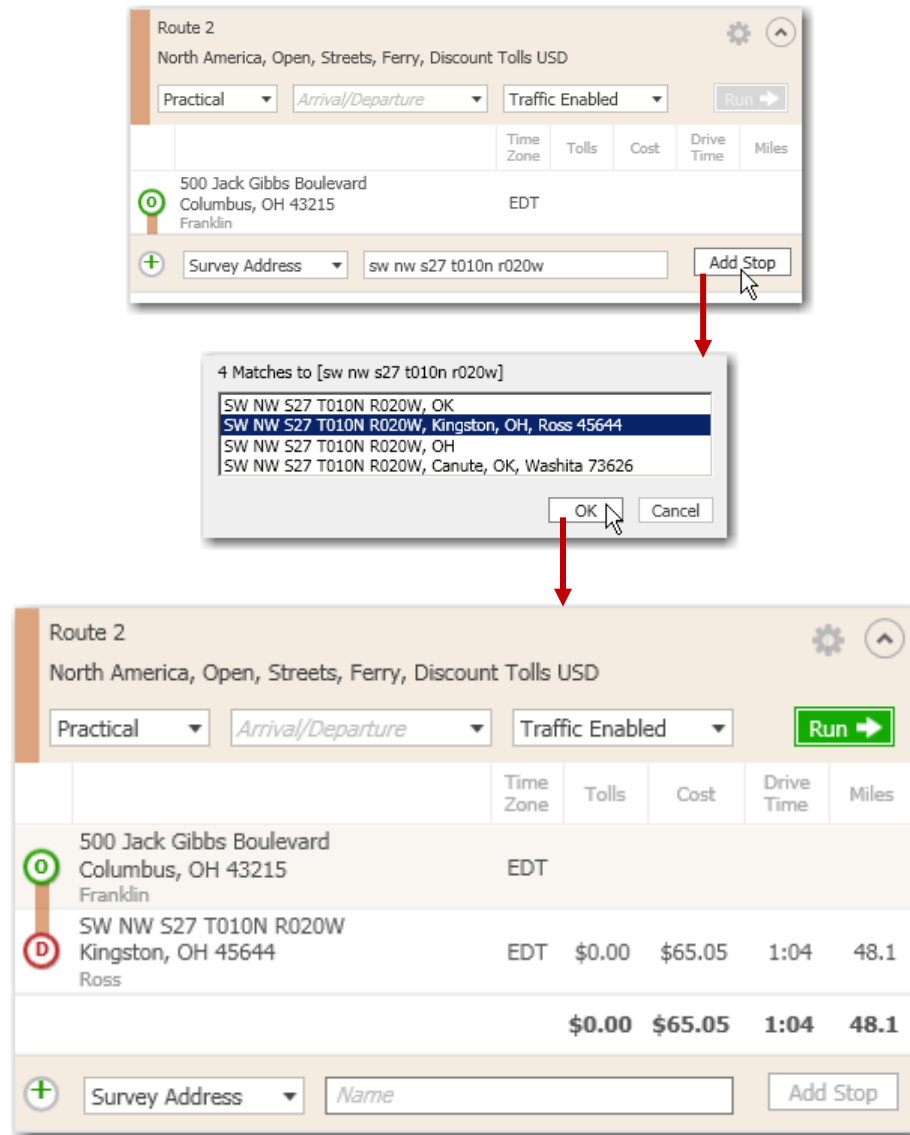 Route 2
North America, Open, Streets, Ferry, Discount Tolls USD
Practical Arrival/Departure Traffic Enabled Run
Time Zone Tolls Cost Drive Time Miles
500 Jack Gibbs Boulevard
O Columbus, OH 43215 EDT
Franklin
Survey Address sw nw s27 t010n r020w Add Stop
4 Matches to [sw nw s27 t010n r020w]
SW NW S27 T010N R020W, OK
SW NW S27 T010N R020W, Kingston, OH, Ross 45644
SW NW S27 T010N R020W, OH
SW NW S27 T010N R020W, Canute, OK, Washita 73626
OK Cancel
Route 2
North America, Open, Streets, Ferry, Discount Tolls USD
Practical Arrival/Departure Traffic Enabled Run
Time Zone Tolls Cost Drive Time Miles
500 Jack Gibbs Boulevard
O Columbus, OH 43215 EDT
Franklin
SW NW S27 T010N R020W
D Kingston, OH 45644 EDT $0.00 $65.05 1:04 48.1
Ross
$0.00 $65.05 1:04 48.1
Survey Address Name Add Stop